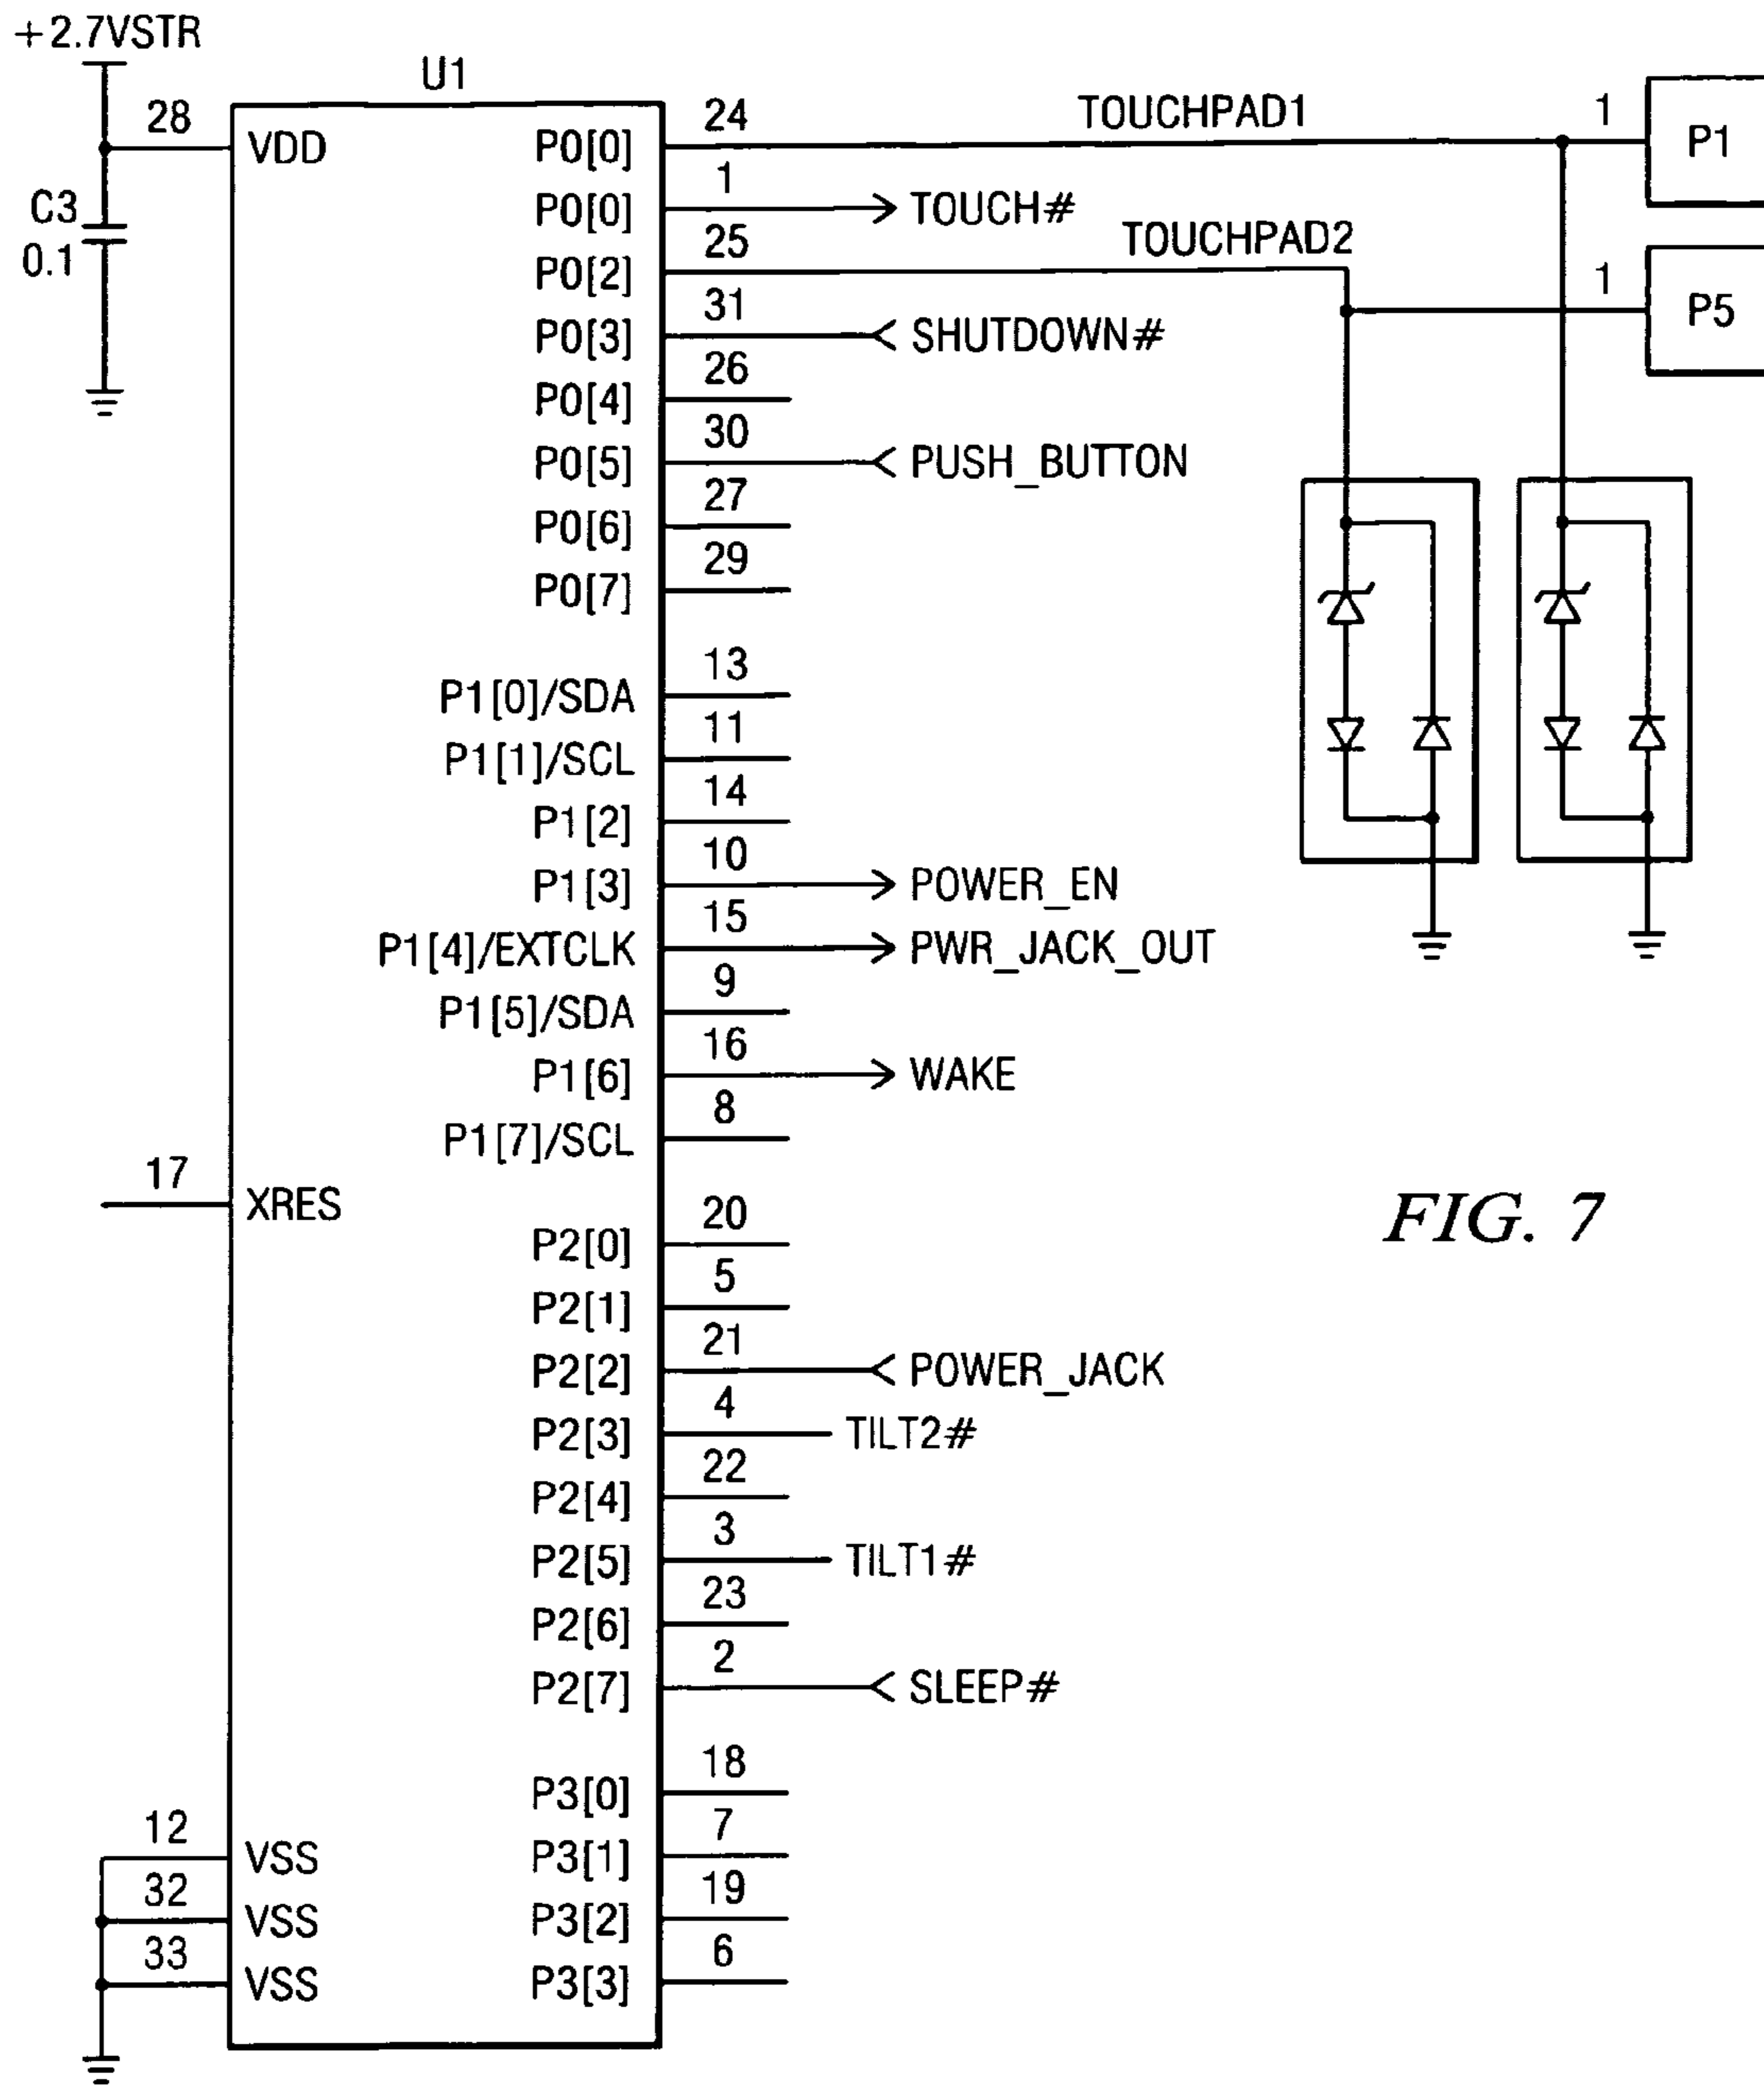 +2.7VSTR
U1
28 VDD
C3
0.1
P0[0] 24 TOUCHPAD1 1 P1
P0[0] 1 TOUCH#
P0[2] 25 TOUCHPAD2 1 P5
P0[3] 31 SHUTDOWN#
P0[4] 26
P0[5] 30 PUSH_BUTTON
P0[6] 27
P0[7] 29
P1[0]/SDA 13
P1[1]/SCL 11
P1[2] 14
P1[3] 10 POWER_EN
P1[4]/EXTCLK 15 PWR_JACK_OUT
P1[5]/SDA 9
P1[6] 16 WAKE
P1[7]/SCL 8
17 XRES
FIG. 7
P2[0] 20
P2[1] 5
P2[2] 21 POWER_JACK
P2[3] 4 TILT2#
P2[4] 22
P2[5] 3 TILT1#
P2[6] 23
P2[7] 2 SLEEP#
P3[0] 18
12 VSS P3[1] 7
32 VSS P3[2] 19
33 VSS P3[3] 6